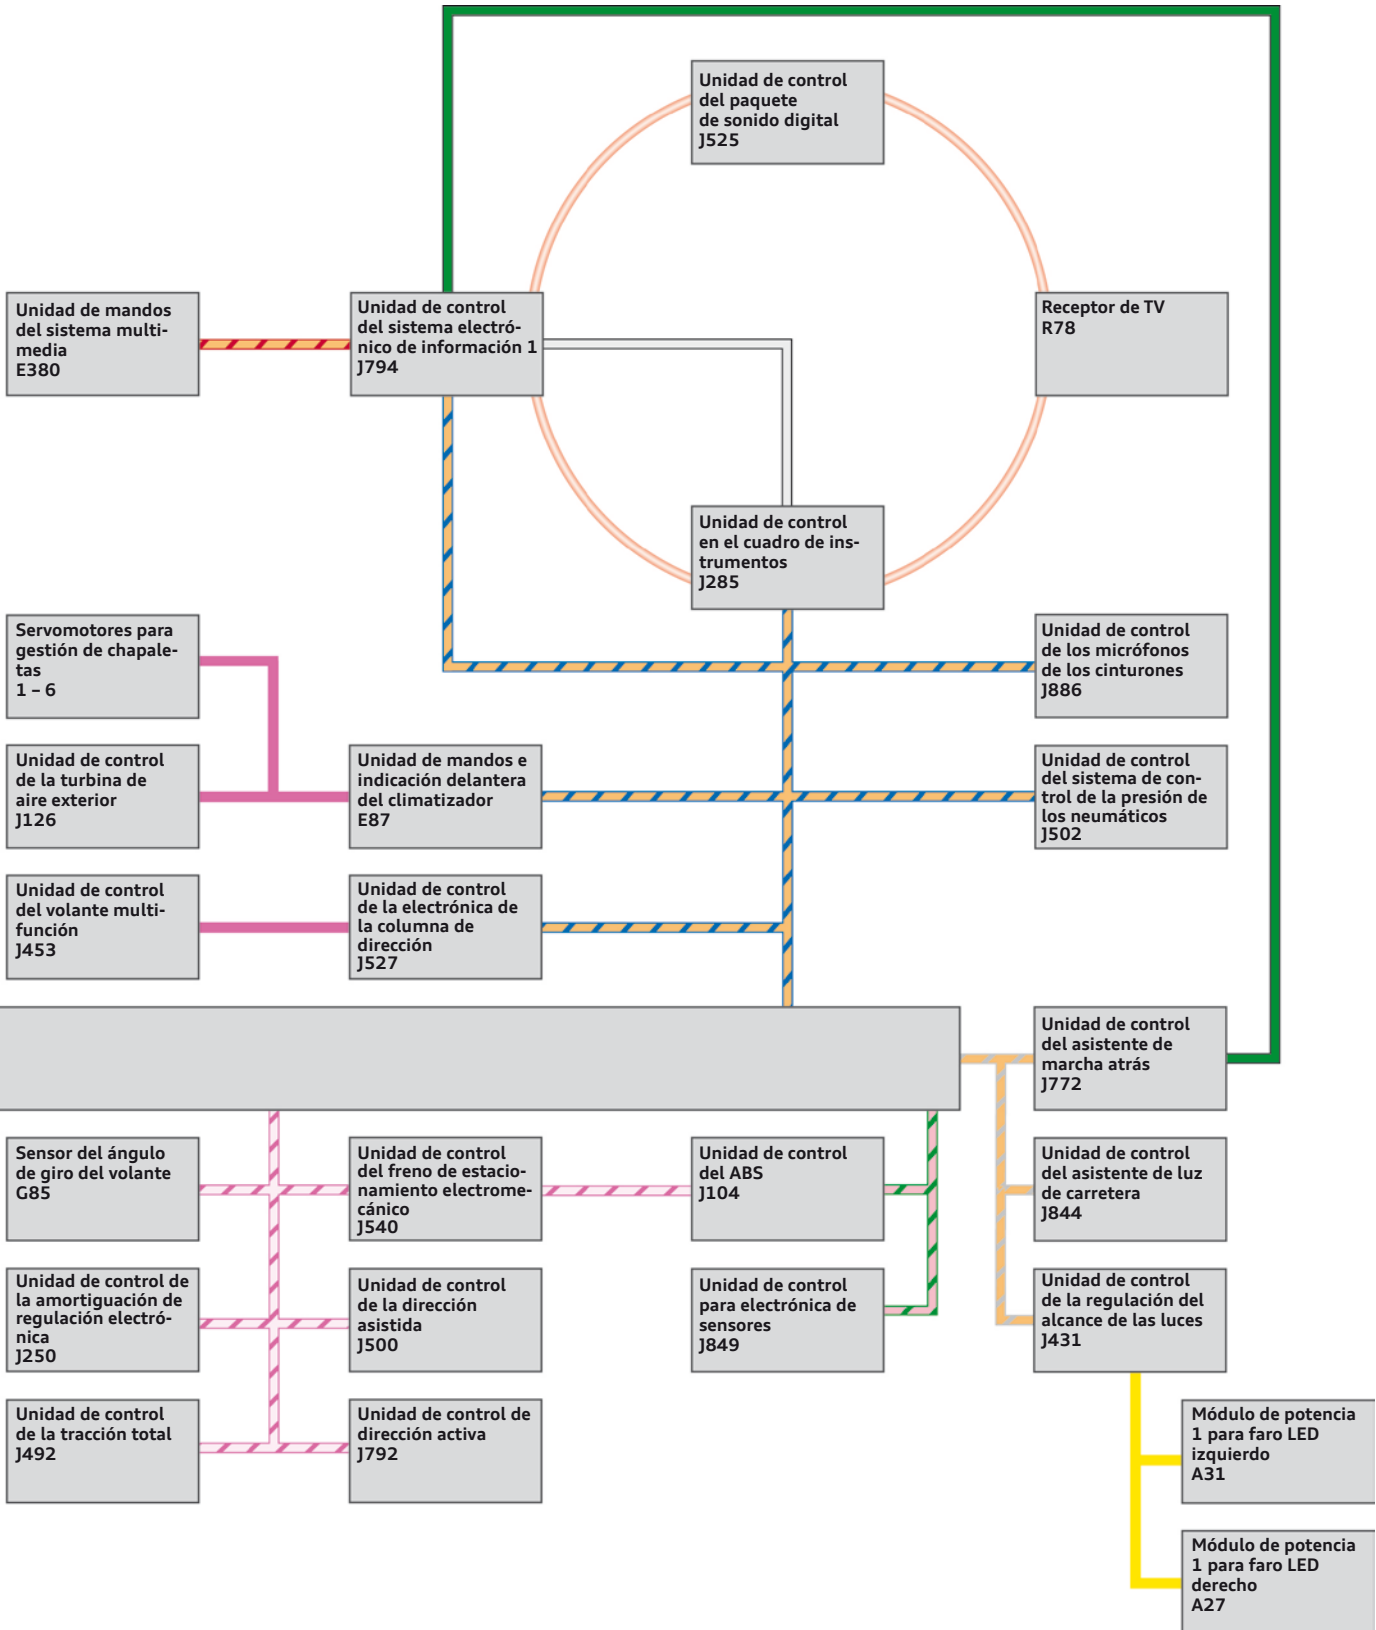 Unidad de control
del paquete
de sonido digital
J525
Unidad de mandos
del sistema multi-
media
E380
Unidad de control
del sistema electró-
nico de información 1
J794
Receptor de TV
R78
Unidad de control
en el cuadro de ins-
trumentos
J285
Servomotores para
gestión de chapale-
tas
1 – 6
Unidad de control
de los micrófonos
de los cinturones
J886
Unidad de control
de la turbina de
aire exterior
J126
Unidad de mandos e
indicación delantera
del climatizador
E87
Unidad de control
del sistema de con-
trol de la presión de
los neumáticos
J502
Unidad de control
del volante multi-
función
J453
Unidad de control
de la electrónica de
la columna de
dirección
J527
Unidad de control
del asistente de
marcha atrás
J772
Sensor del ángulo
de giro del volante
G85
Unidad de control
del freno de estacio-
namiento electrome-
cánico
J540
Unidad de control
del ABS
J104
Unidad de control
del asistente de luz
de carretera
J844
Unidad de control de
la amortiguación de
regulación electró-
nica
J250
Unidad de control
de la dirección
asistida
J500
Unidad de control
para electrónica de
sensores
J849
Unidad de control
de la regulación del
alcance de las luces
J431
Unidad de control
de la tracción total
J492
Unidad de control de
dirección activa
J792
Módulo de potencia
1 para faro LED
izquierdo
A31
Módulo de potencia
1 para faro LED
derecho
A27